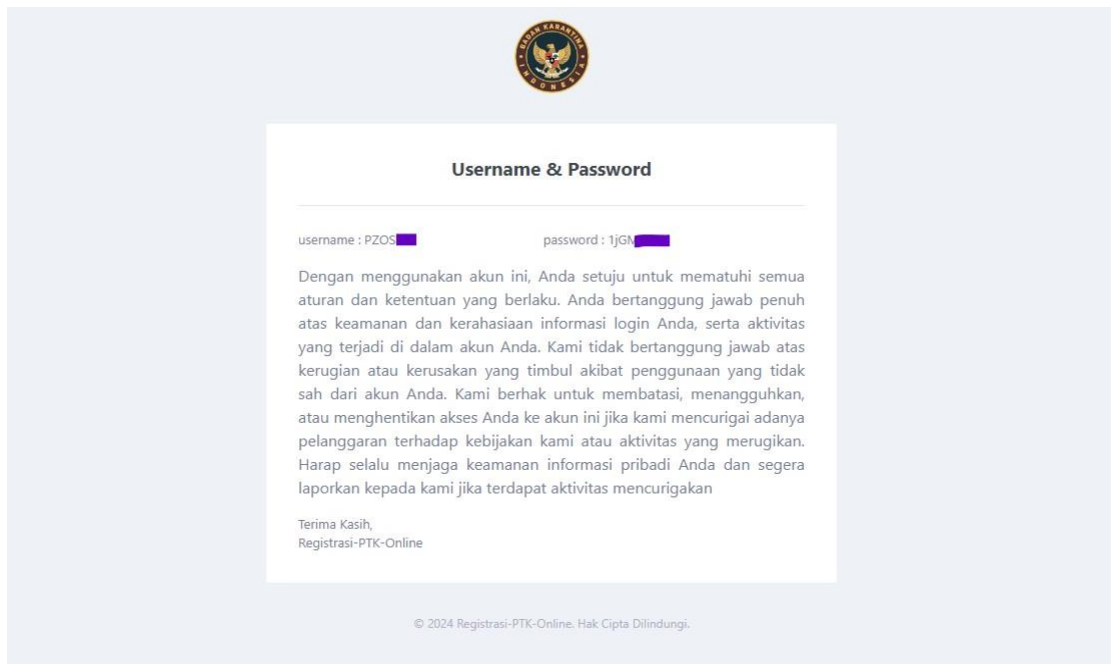 BADAN KARANTINA
INDONESIA
Username & Password
username : PZOS
password : 1jGM
Dengan menggunakan akun ini, Anda setuju untuk mematuhi semua
aturan dan ketentuan yang berlaku. Anda bertanggung jawab penuh
atas keamanan dan kerahasiaan informasi login Anda, serta aktivitas
yang terjadi di dalam akun Anda. Kami tidak bertanggung jawab atas
kerugian atau kerusakan yang timbul akibat penggunaan yang tidak
sah dari akun Anda. Kami berhak untuk membatasi, menangguhkan,
atau menghentikan akses Anda ke akun ini jika kami mencurigai adanya
pelanggaran terhadap kebijakan kami atau aktivitas yang merugikan.
Harap selalu menjaga keamanan informasi pribadi Anda dan segera
laporkan kepada kami jika terdapat aktivitas mencurigakan
Terima Kasih,
Registrasi-PTK-Online
© 2024 Registrasi-PTK-Online. Hak Cipta Dilindungi.